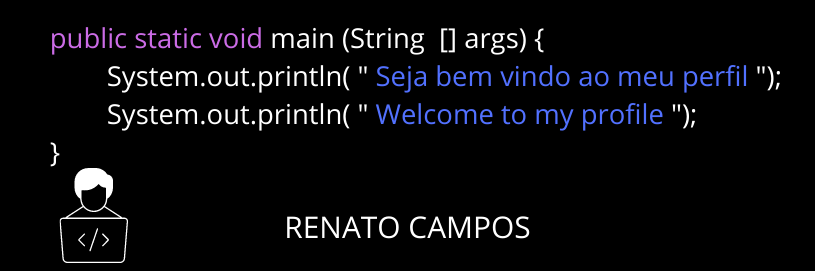 public static void main (String  [] args) {
System.out.println( " Seja bem vindo ao meu perfil ");
System.out.println( " Welcome to my profile ");
}
</>
RENATO CAMPOS